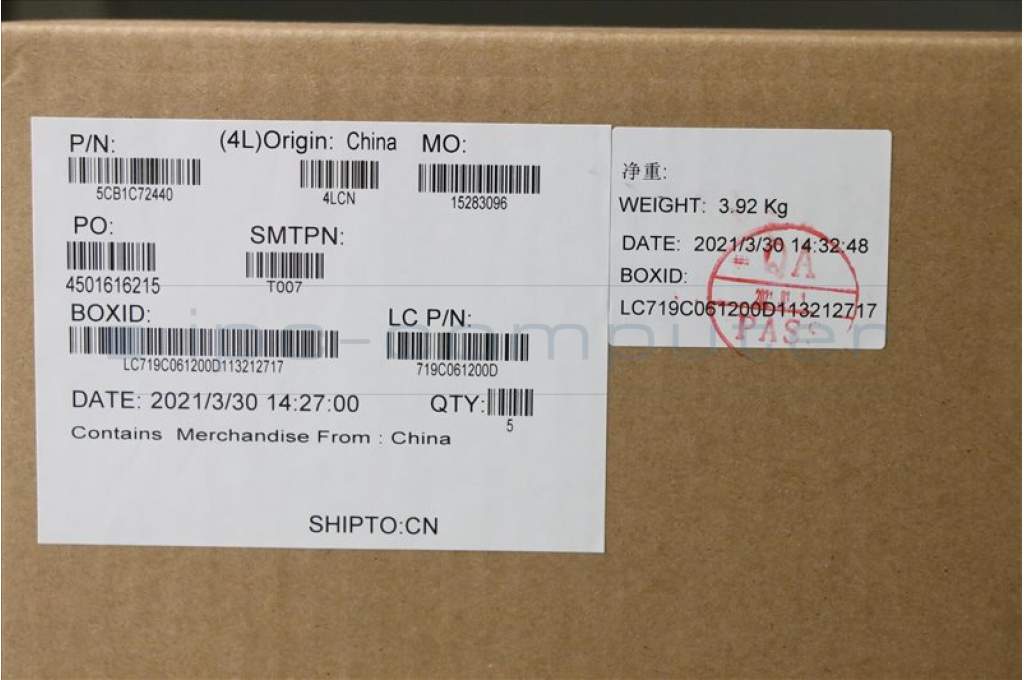 P/N: (4L)Origin: China MO:
5CB1C72440 4LCN 15283096
PO: SMTPN:
4501616215 T007
BOXID: LC P/N:
LC719C061200D113212717 719C061200D
DATE: 2021/3/30 14:27:00 QTY:
5
Contains Merchandise From : China
SHIPTO:CN
净重:
WEIGHT: 3.92 Kg
DATE: 2021/3/30 14:32:48
BOXID:
LC719C061200D113212717
QA
PASS
ipc-computer